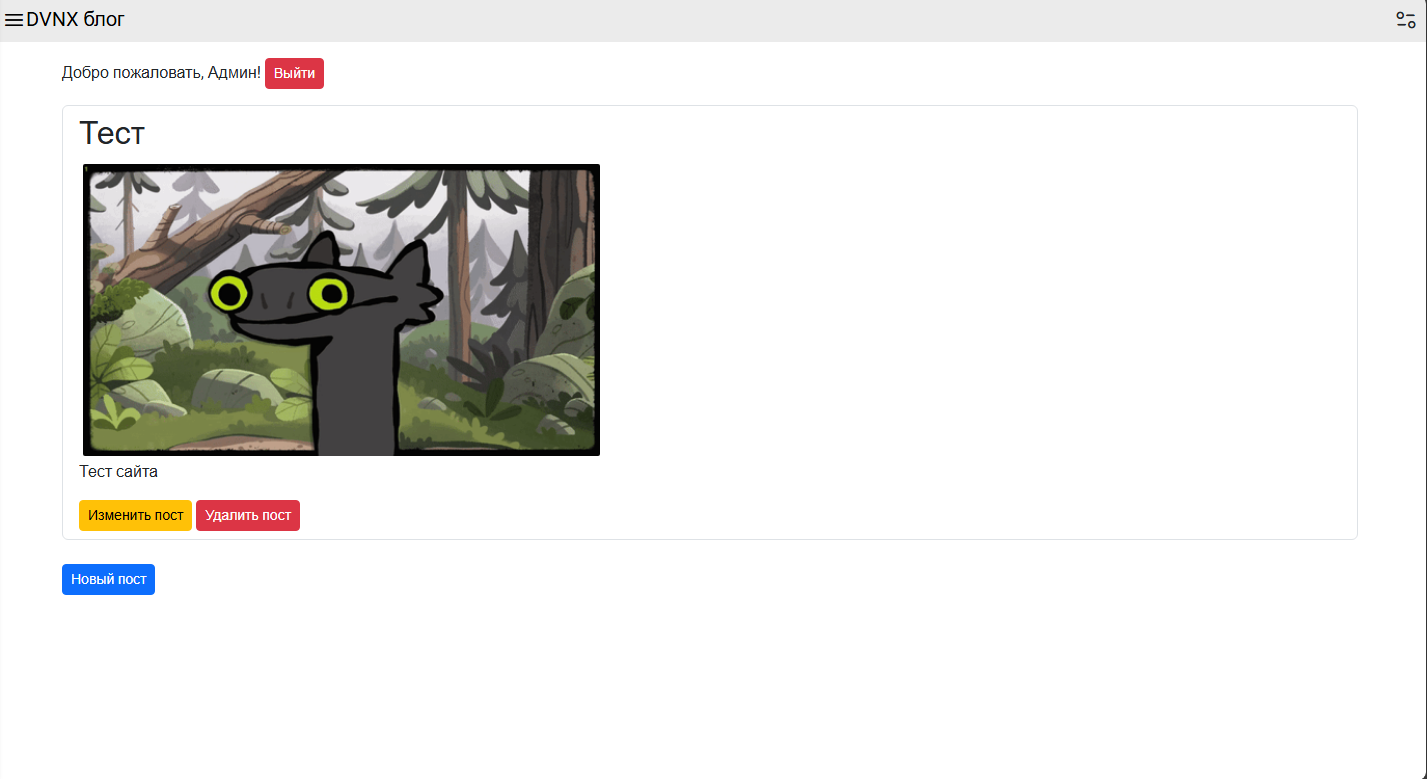 DVNX блог
Добро пожаловать, Админ! Выйти
Тест
Тест сайта
Изменить пост Удалить пост
Новый пост